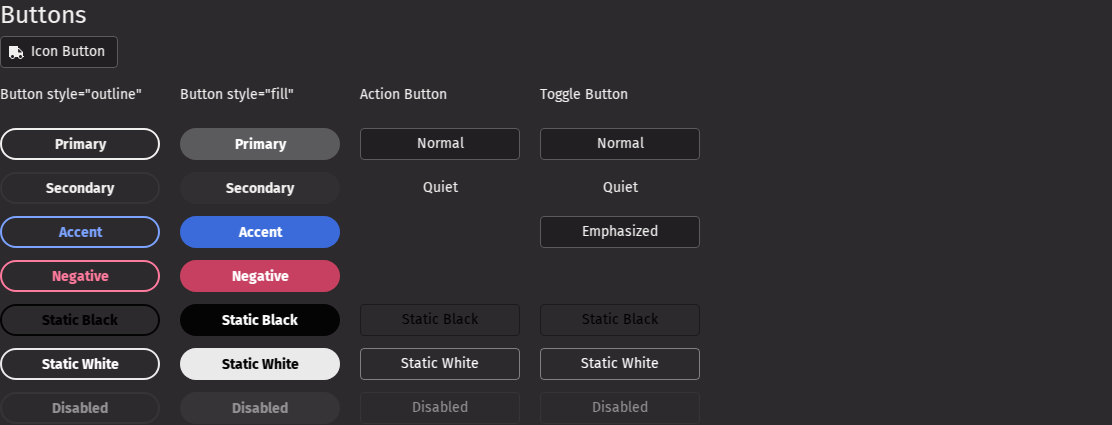 Buttons
Icon Button
Button style="outline" Button style="fill" Action Button Toggle Button
Primary Primary Normal Normal
Secondary Secondary Quiet Quiet
Accent Accent Emphasized
Negative Negative
Static Black Static Black Static Black Static Black
Static White Static White Static White Static White
Disabled Disabled Disabled Disabled